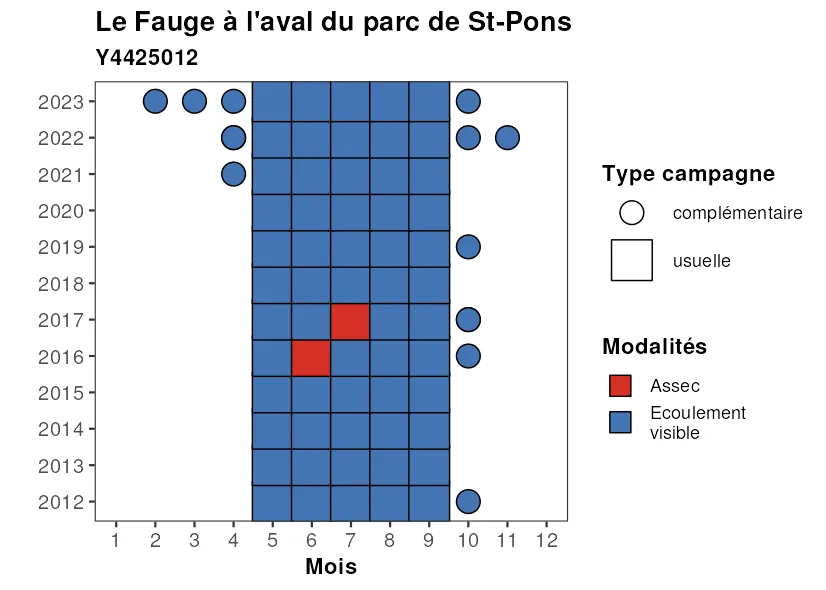 Le Fauge à l'aval du parc de St-Pons
Y4425012
2023
2022
2021
2020
2019
2018
2017
2016
2015
2014
2013
2012
1 2 3 4 5 6 7 8 9 10 11 12
Mois
Type campagne
complémentaire
usuelle
Modalités
Assec
Ecoulement
visible